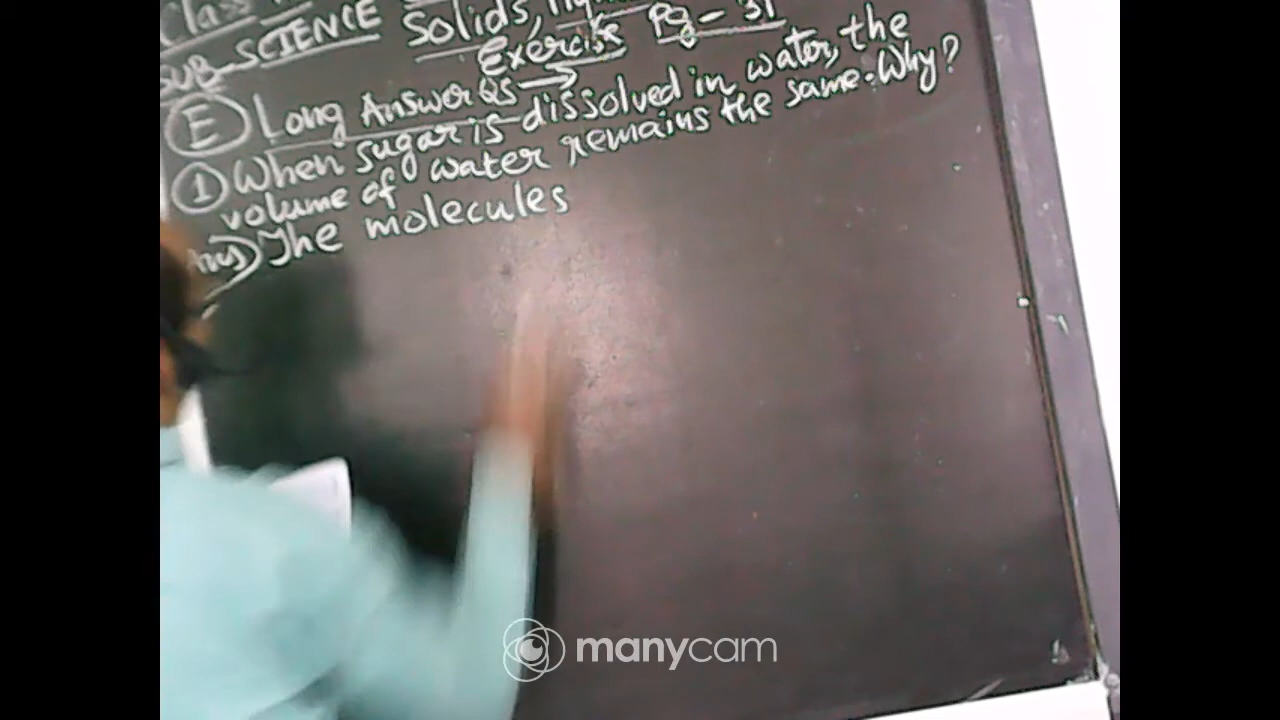 Class
SUB-SCIENCE Solids,
Exercise Pg-31
(E) Long Answer QS→
(1) When sugar is dissolved in water, the
volume of water remains the same. Why?
Ans) The molecules
manycam